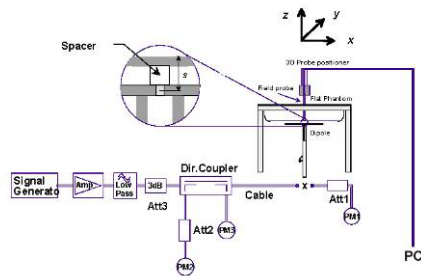 z
y
x
Spacer
s
3D Probe positioner
Field probe
Flat Phantom
Dipole
Dir.Coupler
Signal
Generato
Amp
Low
Pass
3dB
Cable
x
Att1
Att3
Att2
PM3
PM1
PM2
PC